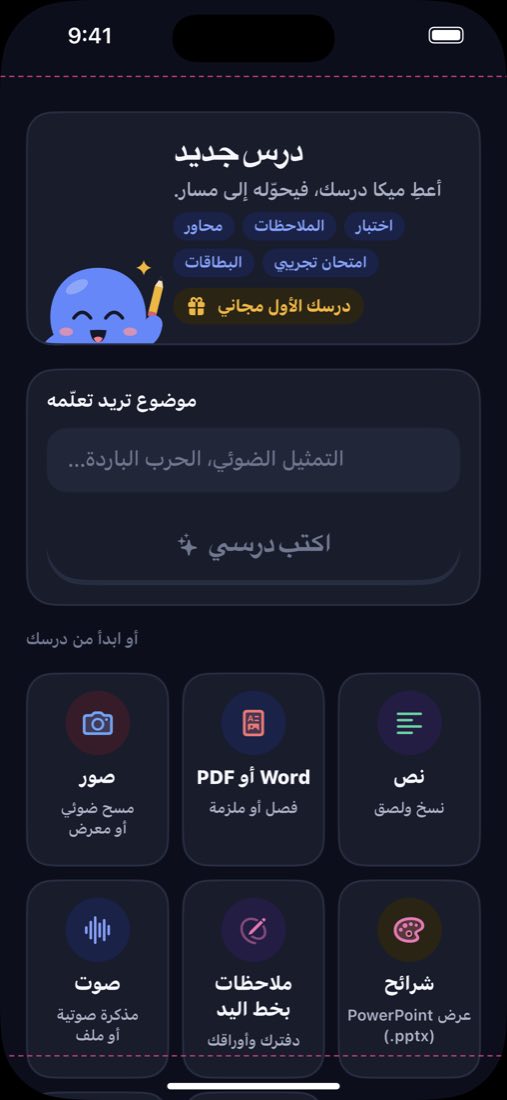 9:41
درس جديد
أعطِ ميكا درسك، فيحوّله إلى مسار.
اختبار الملاحظات محاور
امتحان تجريبي البطاقات
درسك الأول مجاني
موضوع تريد تعلّمه
التمثيل الضوئي، الحرب الباردة...
اكتب درسي
أو ابدأ من درسك
نص
نسخ ولصق
Word أو PDF
فصل أو ملزمة
صور
مسح ضوئي
أو معرض
شرائح
عرض PowerPoint
(.pptx)
ملاحظات
بخط اليد
دفترك وأوراقك
صوت
مذكرة صوتية
أو ملف